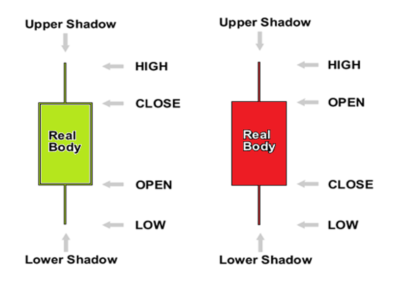 Upper Shadow
HIGH
CLOSE
Real
Body
OPEN
LOW
Lower Shadow
Upper Shadow
HIGH
OPEN
Real
Body
CLOSE
LOW
Lower Shadow